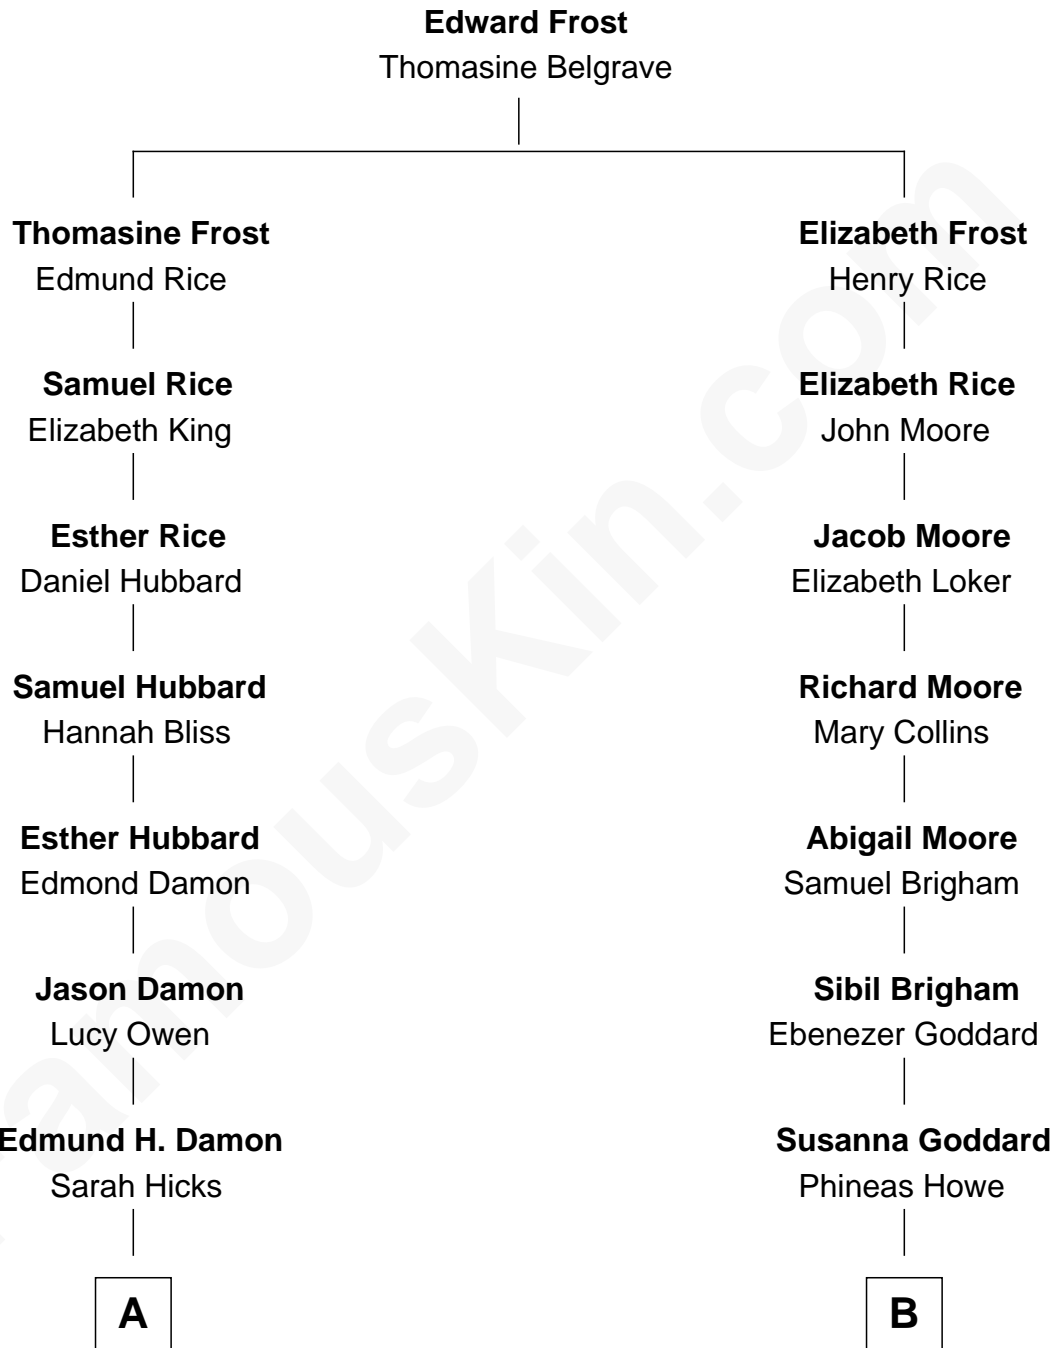 Edward Frost
Thomasine Belgrave
Thomasine Frost
Edmund Rice
Elizabeth Frost
Henry Rice
Samuel Rice
Elizabeth King
Elizabeth Rice
John Moore
Esther Rice
Daniel Hubbard
Jacob Moore
Elizabeth Loker
Samuel Hubbard
Hannah Bliss
Richard Moore
Mary Collins
Esther Hubbard
Edmond Damon
Abigail Moore
Samuel Brigham
Jason Damon
Lucy Owen
Sibil Brigham
Ebenezer Goddard
Edmund H. Damon
Sarah Hicks
Susanna Goddard
Phineas Howe
A
B
FamousKin.com